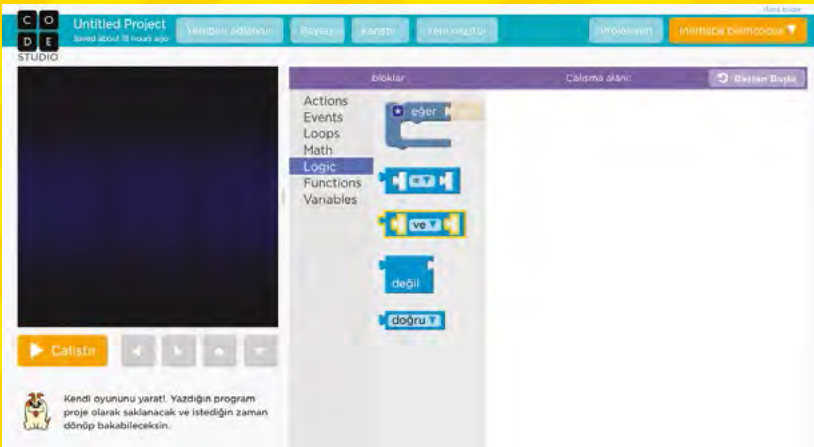 CODE
STUDIO
Untitled Project
Saved about 18 hours ago
Yeniden adlandır
Paylaş
Karıştır
Yeni oluştur
Projelerim
bloklar
Çalışma alanı:
Baştan Başla
Actions
Events
Loops
Math
Logic
Functions
Variables
eğer
=
ve
değil
doğru
Çalıştır
Kendi oyununu yarat!. Yazdığın program
proje olarak saklanacak ve istediğin zaman
dönüp bakabileceksin.